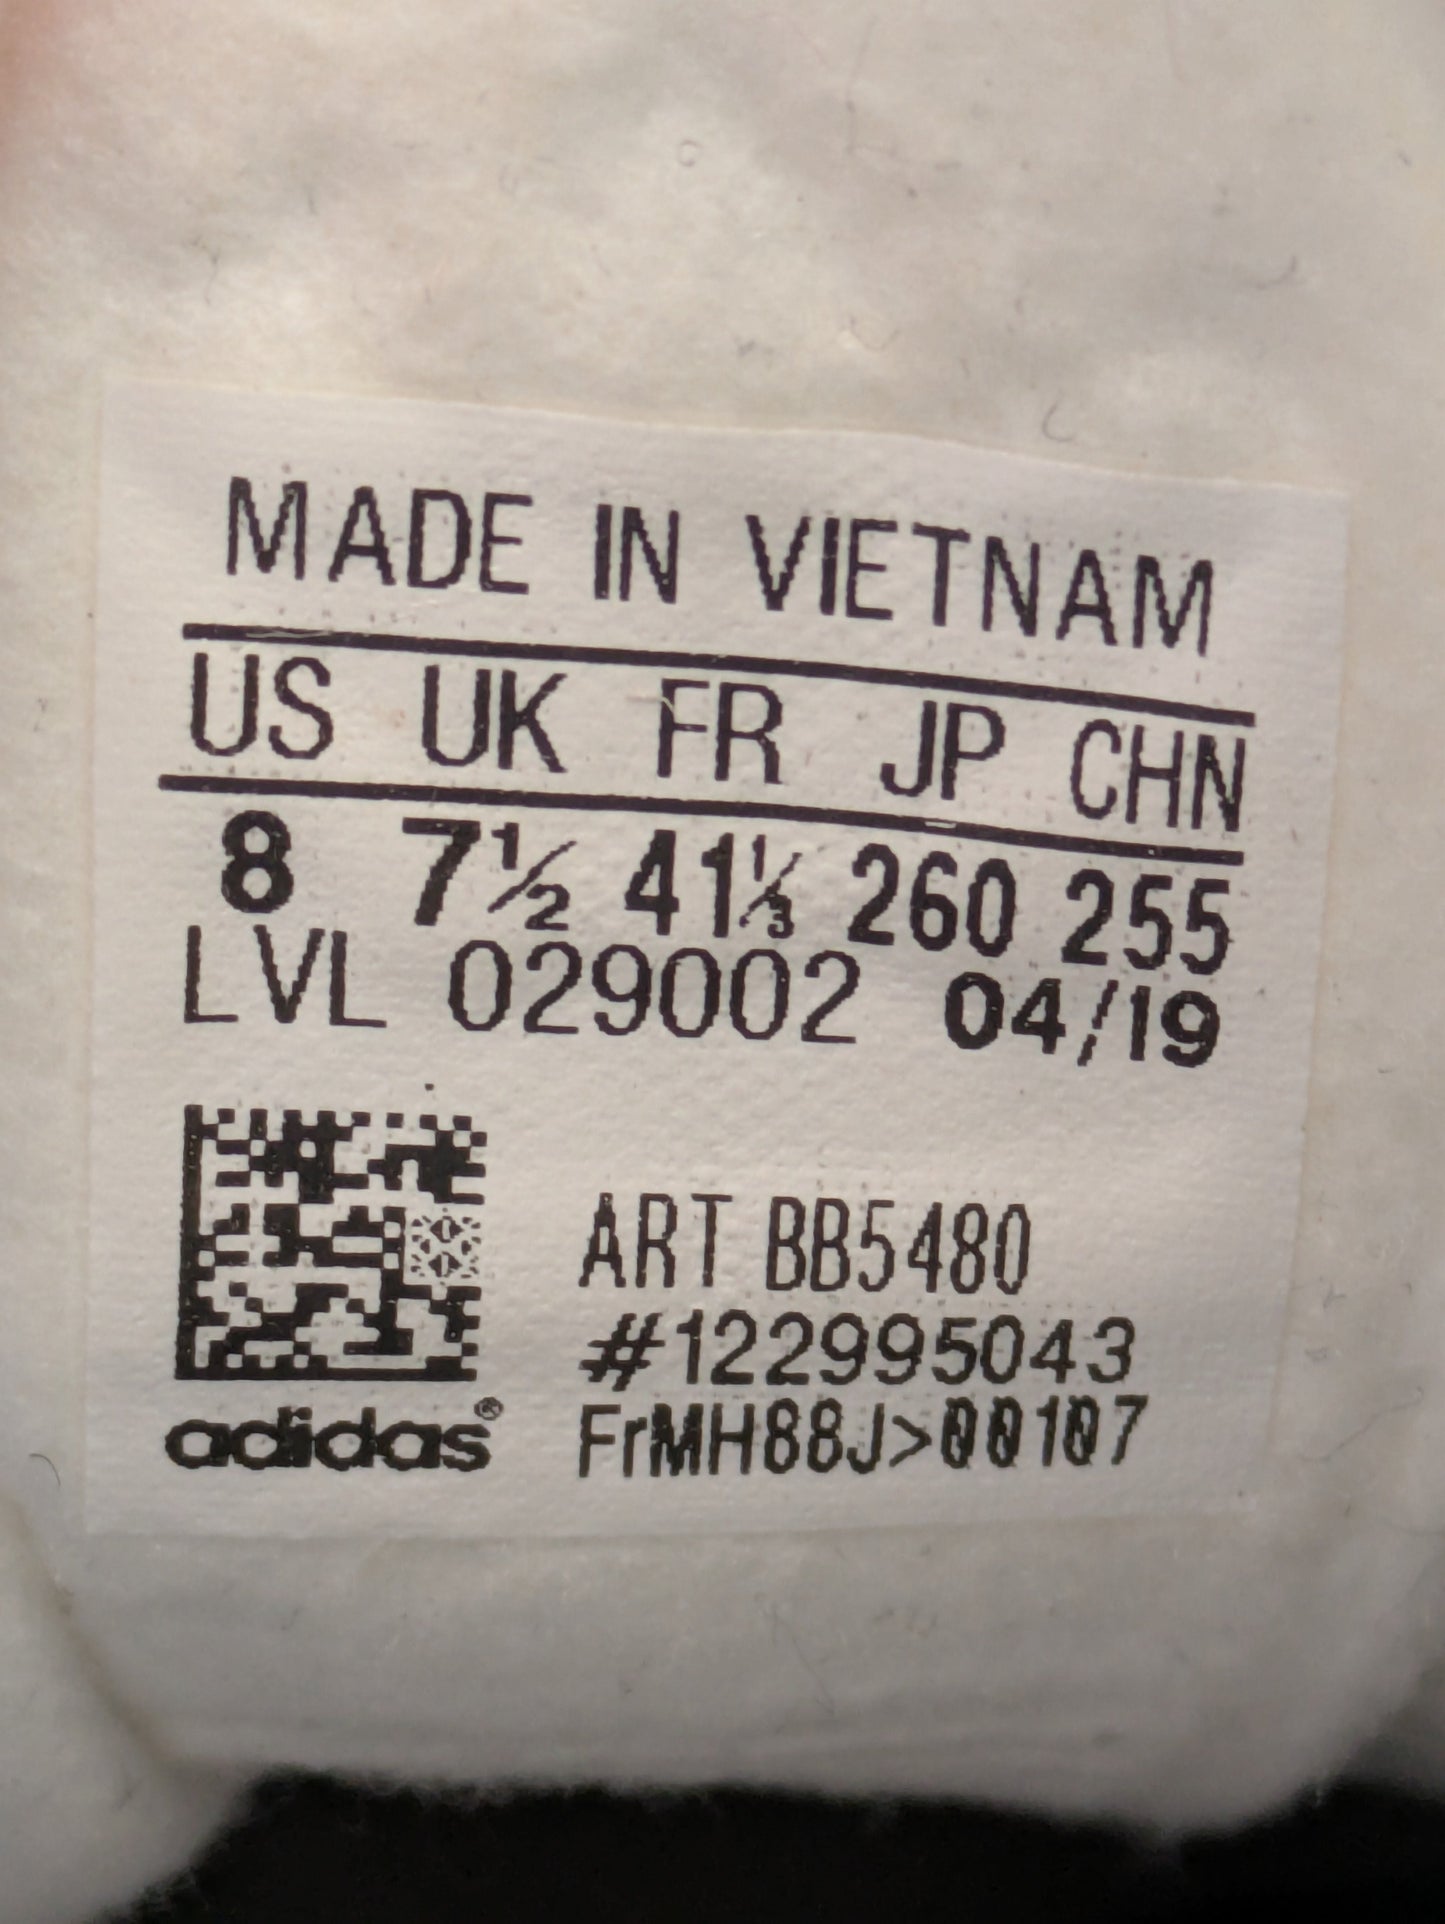 MADE IN VIETNAM
US UK FR JP CHN
8 7½ 41⅓ 260 255
LVL 029002 04/19
ART BB5480
#122995043
adidas® FrMH88J>00107